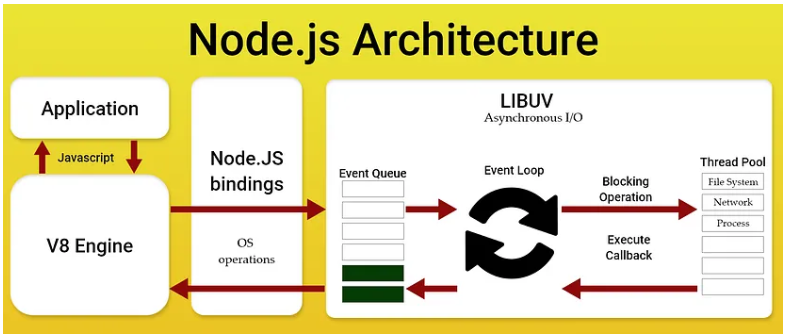 Node.js Architecture
Application
Javascript
V8 Engine
Node.JS
bindings
OS
operations
LIBUV
Asynchronous I/O
Event Queue
Event Loop
Blocking
Operation
Execute
Callback
Thread Pool
File System
Network
Process